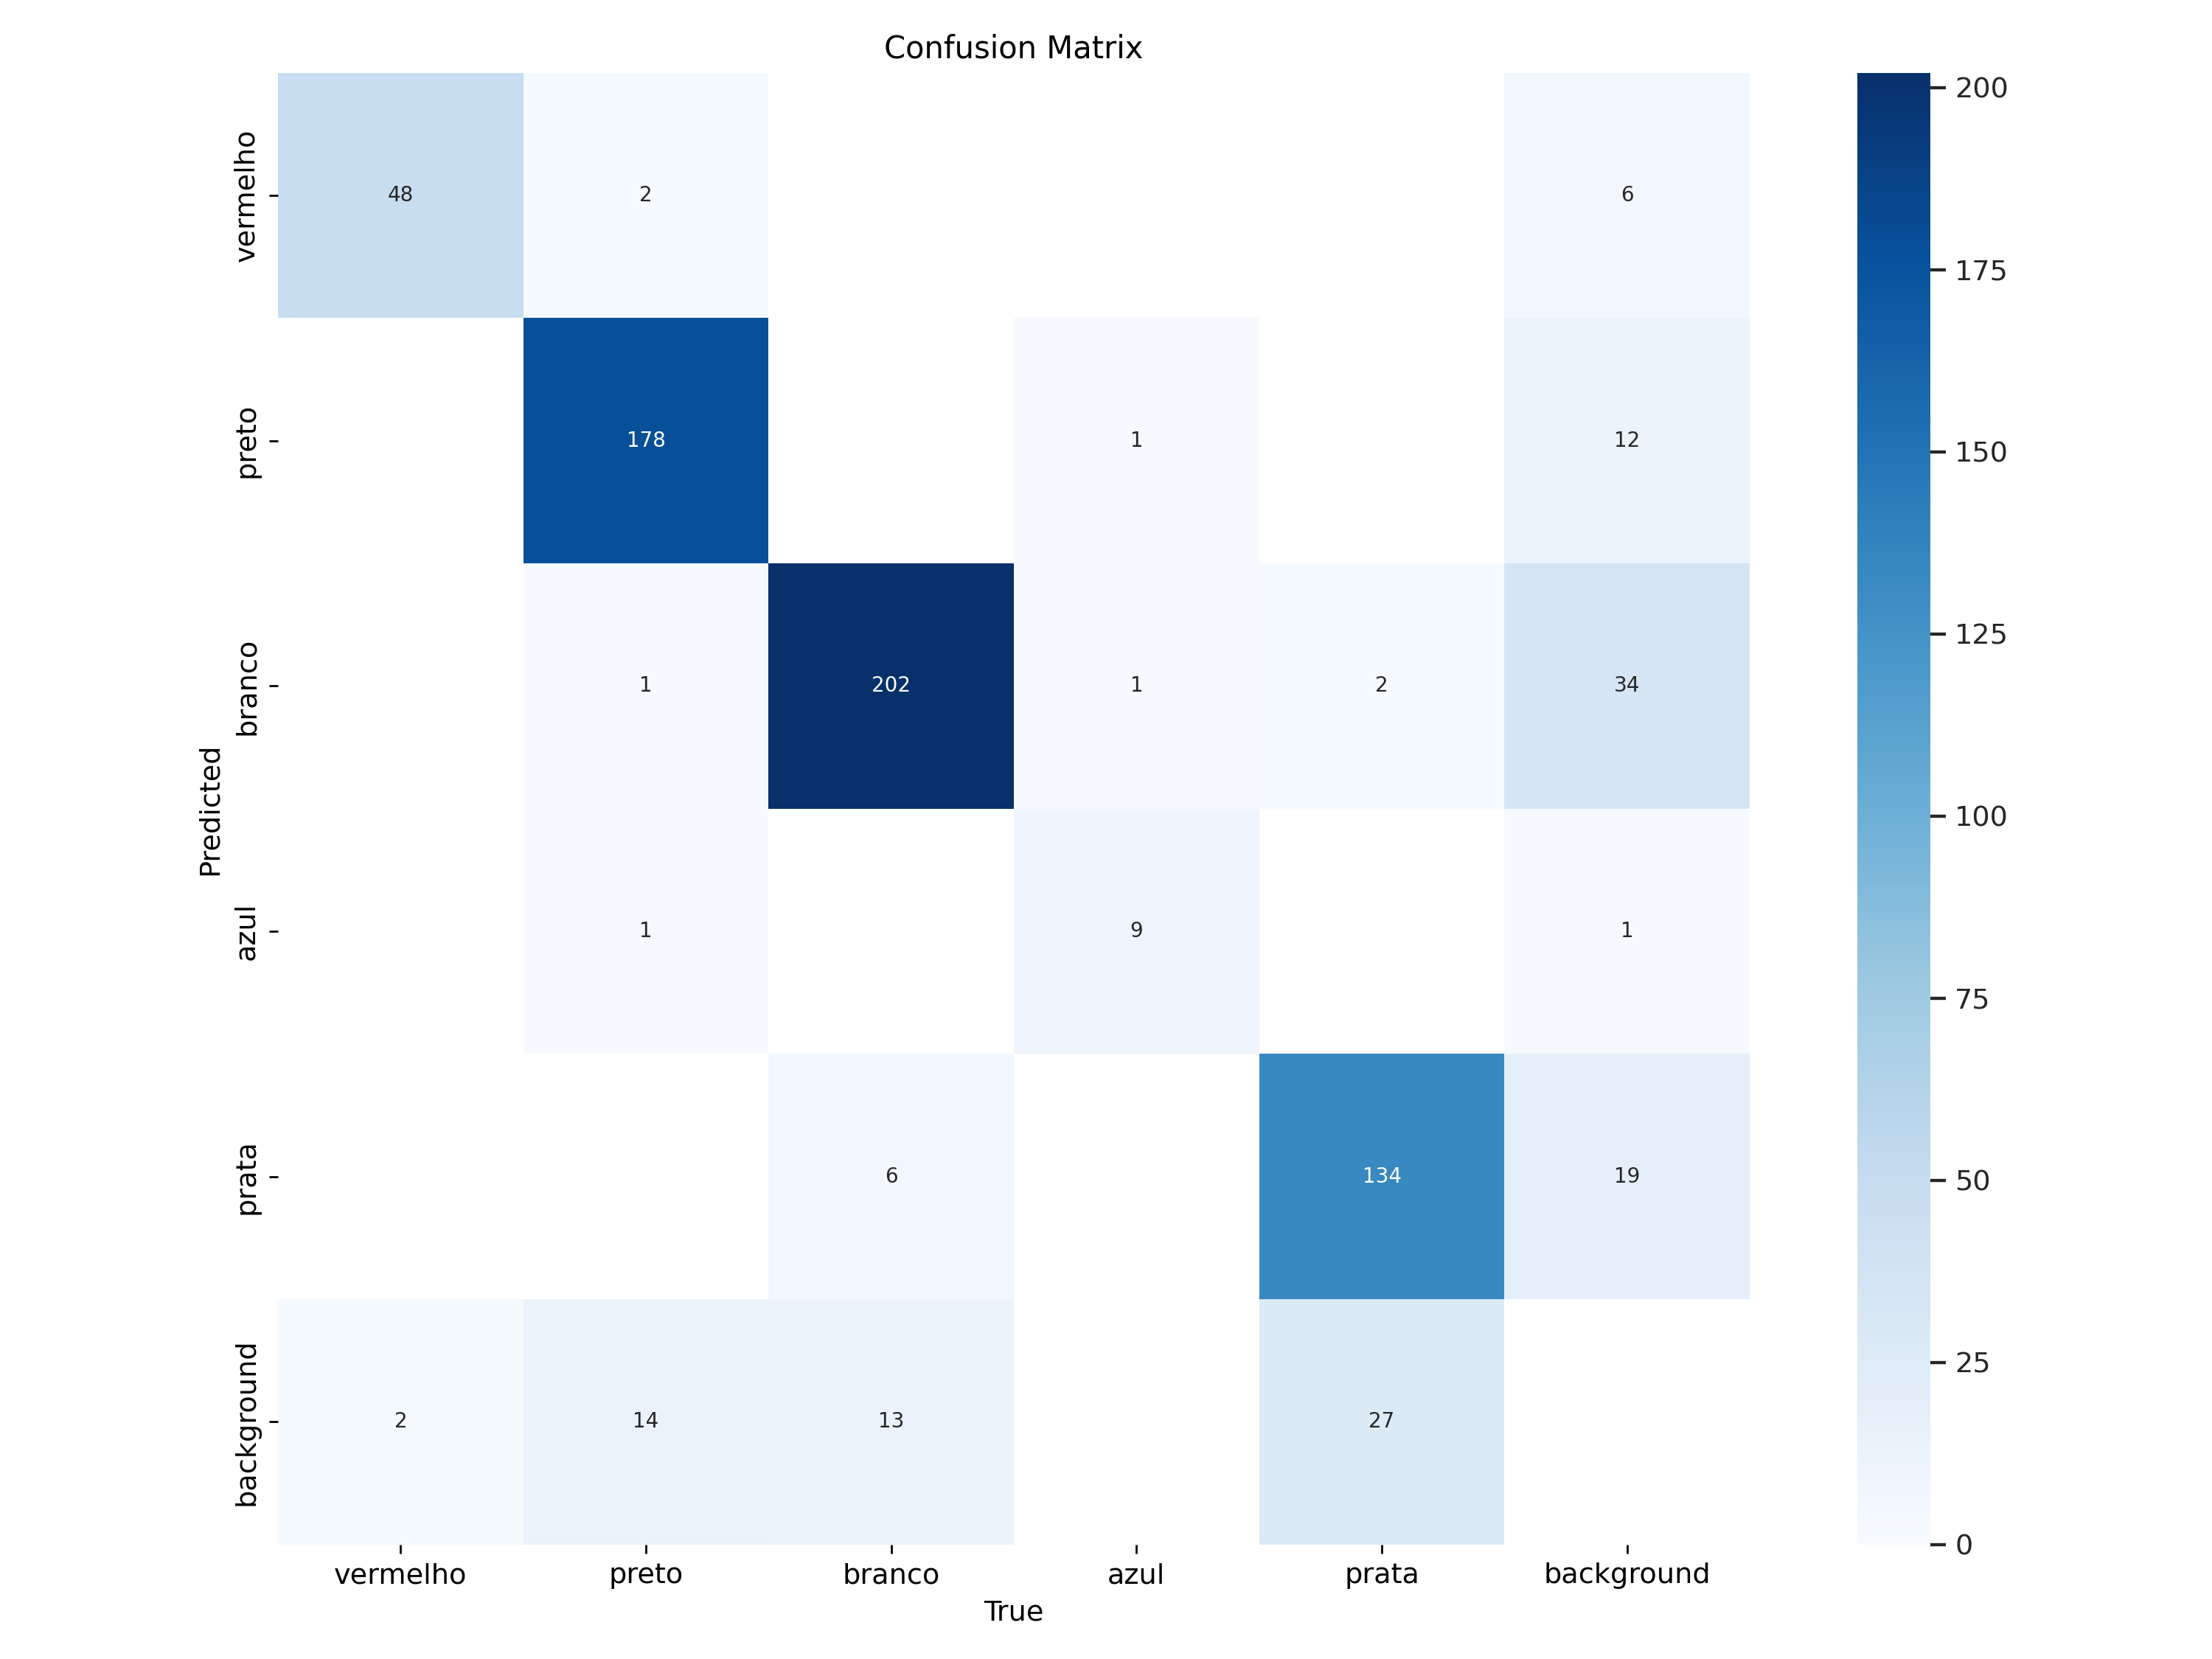 Confusion Matrix
vermelho 48 2 6
preto 178 1 12
branco 1 202 1 2 34
azul 1 9 1
prata 6 134 19
background 2 14 13 27
vermelho preto branco azul prata background
True
Predicted
200
175
150
125
100
75
50
25
0